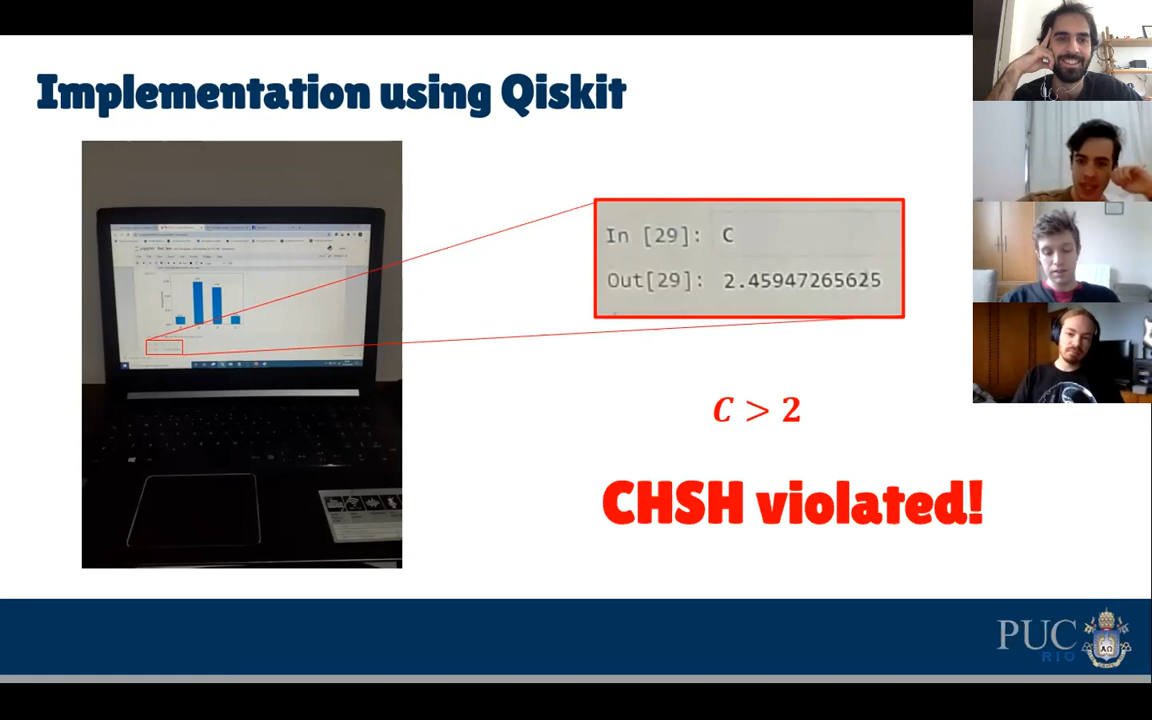 Implementation using Qiskit
In [29]: C
Out[29]: 2.45947265625
C > 2
CHSH violated!
PUC
RIO